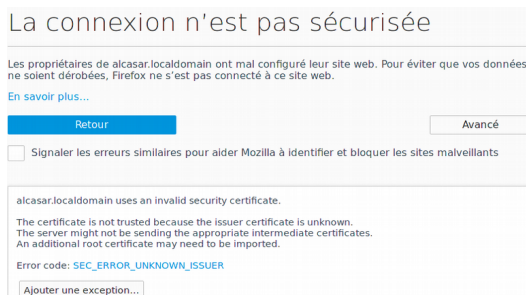 La connexion n’est pas sécurisée
Les propriétaires de alcasar.localdomain ont mal configuré leur site web. Pour éviter que vos données
ne soient dérobées, Firefox ne s’est pas connecté à ce site web.
En savoir plus…
Retour
Avancé
Signaler les erreurs similaires pour aider Mozilla à identifier et bloquer les sites malveillants
alcasar.localdomain uses an invalid security certificate.
The certificate is not trusted because the issuer certificate is unknown.
The server might not be sending the appropriate intermediate certificates.
An additional root certificate may need to be imported.
Error code: SEC_ERROR_UNKNOWN_ISSUER
Ajouter une exception…